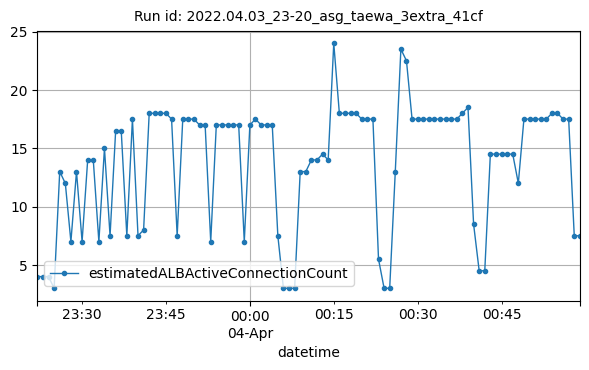 Run id: 2022.04.03_23-20_asg_taewa_3extra_41cf
25
20
15
10
5
estimatedALBActiveConnectionCount
23:30 23:45 00:00 00:15 00:30 00:45
04-Apr
datetime